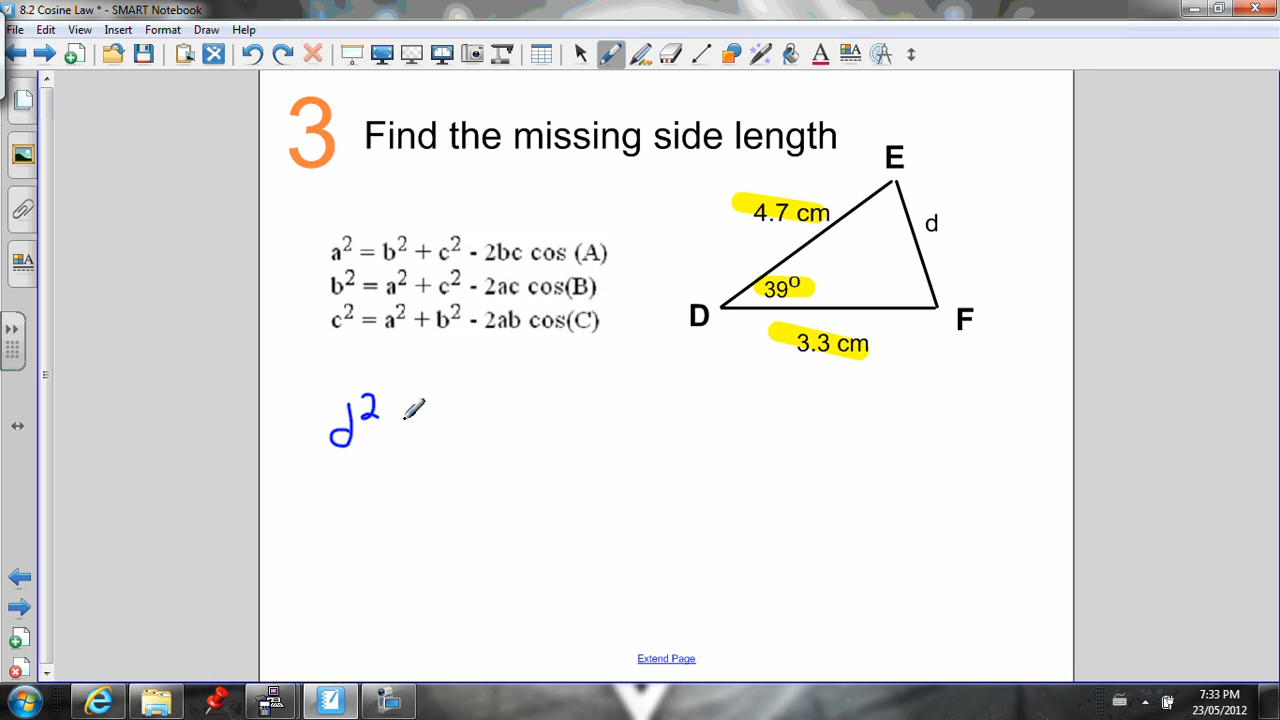 8.2 Cosine Law * - SMART Notebook
File Edit View Insert Format Draw Help
3 Find the missing side length
E
4.7 cm
d
a² = b² + c² - 2bc cos (A)
b² = a² + c² - 2ac cos(B)
c² = a² + b² - 2ab cos(C)
39º
D
F
3.3 cm
d²
Extend Page
7:33 PM
23/05/2012